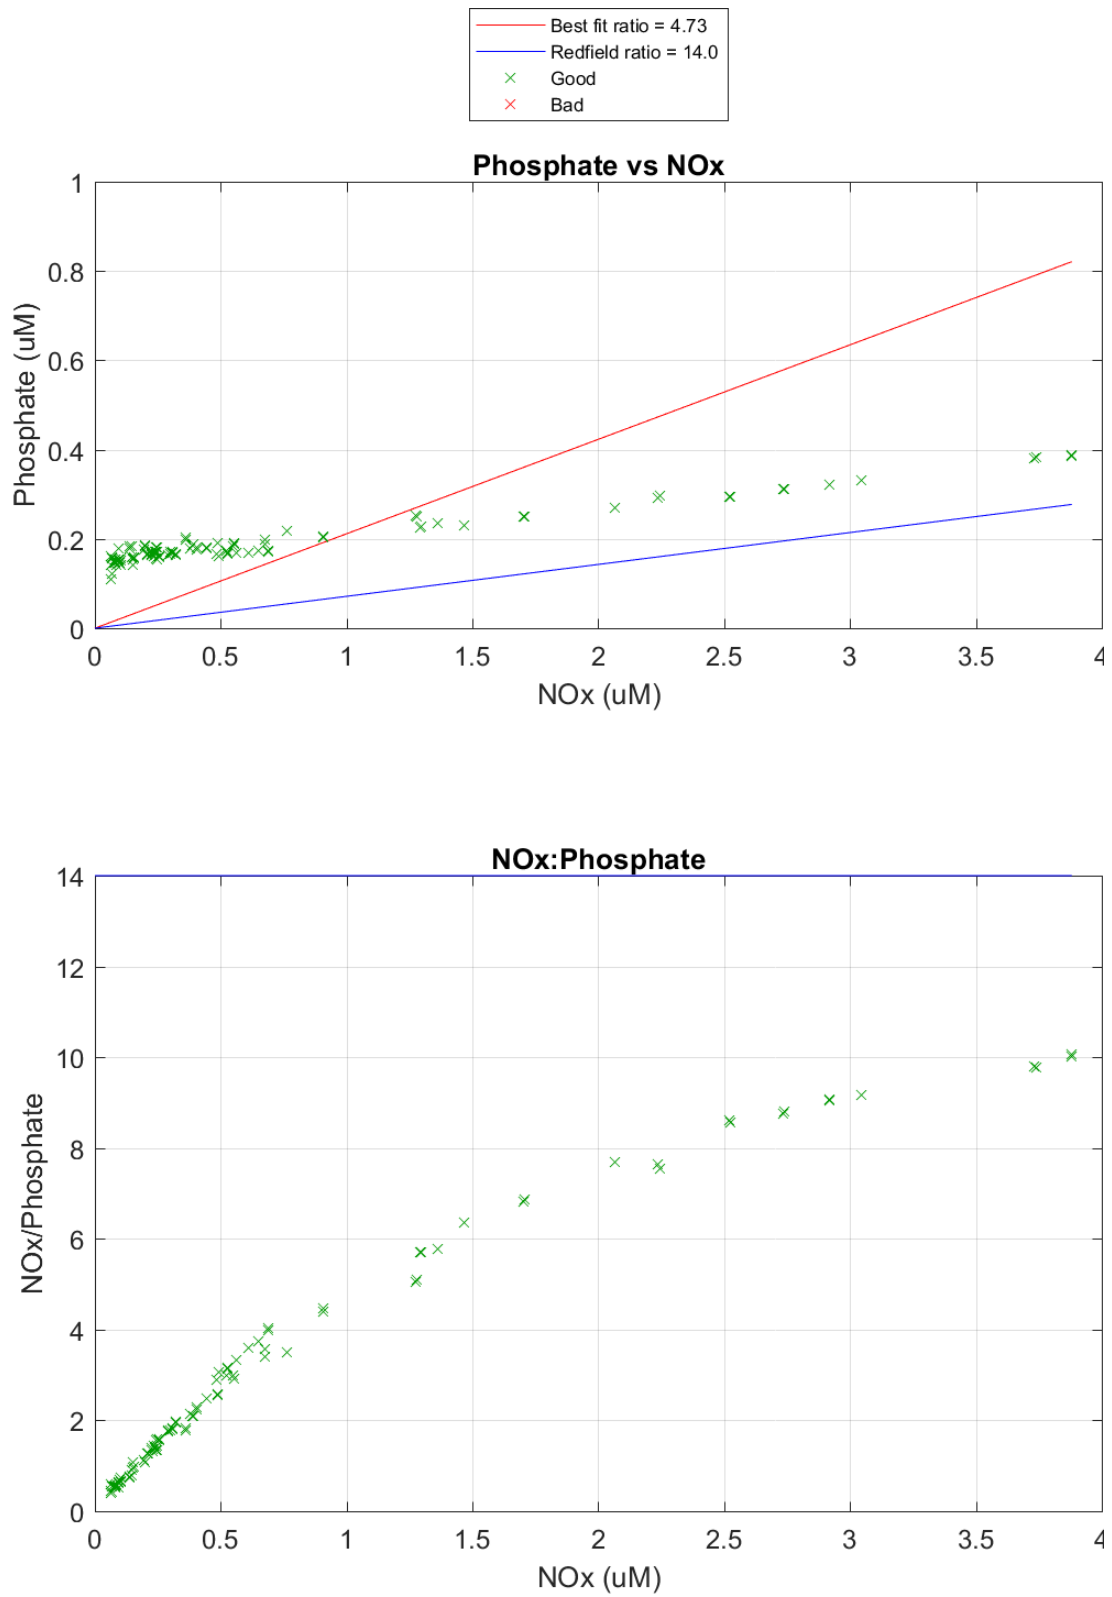 Best fit ratio = 4.73
Redfield ratio = 14.0
Good
Bad
Phosphate vs NOx
1
0.8
0.6
0.4
0.2
0
Phosphate (uM)
0 0.5 1 1.5 2 2.5 3 3.5 4
NOx (uM)
NOx:Phosphate
14
12
10
8
6
4
2
0
NOx/Phosphate
0 0.5 1 1.5 2 2.5 3 3.5 4
NOx (uM)